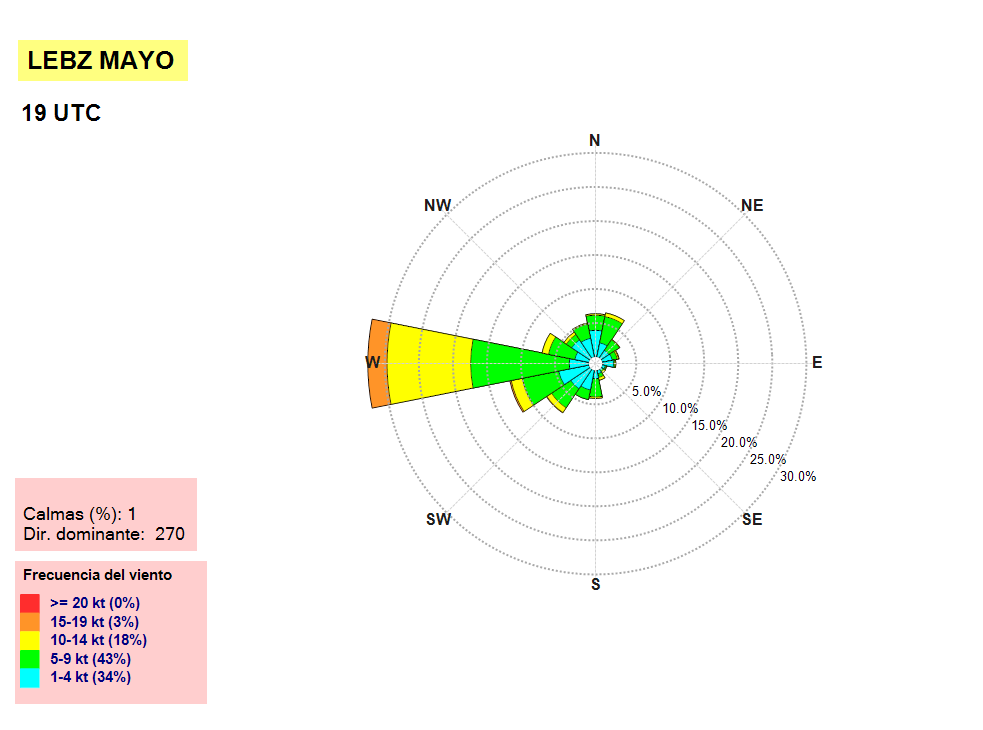 LEBZ MAYO
19 UTC
N
NW
NE
W
E
5.0%
10.0%
15.0%
20.0%
25.0%
30.0%
SW
SE
S
Calmas (%): 1
Dir. dominante: 270
Frecuencia del viento
>= 20 kt (0%)
15-19 kt (3%)
10-14 kt (18%)
5-9 kt (43%)
1-4 kt (34%)